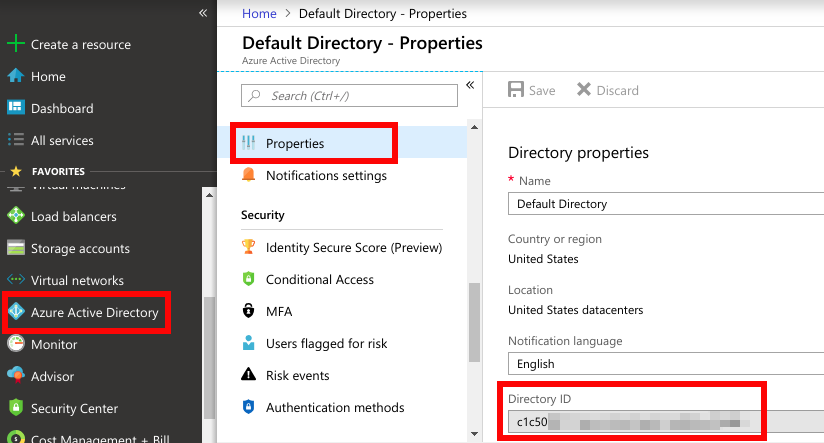 «
Create a resource
Home
Dashboard
All services
FAVORITES
Virtual machines
Load balancers
Storage accounts
Virtual networks
Azure Active Directory
Monitor
Advisor
Security Center
Cost Management + Bill
Home > Default Directory - Properties
Default Directory - Properties
Azure Active Directory
Search (Ctrl+/)
«
Properties
Notifications settings
Security
Identity Secure Score (Preview)
Conditional Access
MFA
Users flagged for risk
Risk events
Authentication methods
Save Discard
Directory properties
* Name
Default Directory
Country or region
United States
Location
United States datacenters
Notification language
English
Directory ID
c1c50